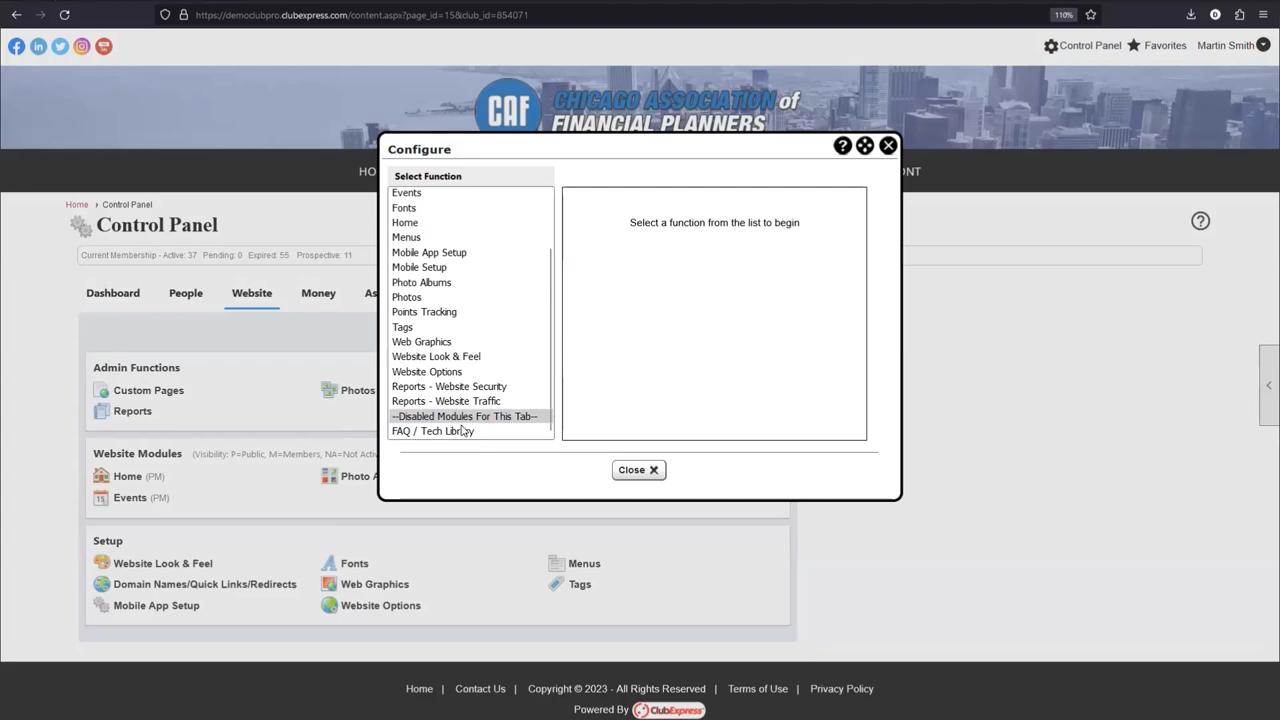 https://democlubpro.clubexpress.com/content.aspx?page_id=15&club_id=854071
110%
Control Panel
Favorites
Martin Smith
CAF
CHICAGO ASSOCIATION of
FINANCIAL PLANNERS
HO
ONT
Home › Control Panel
Control Panel
Current Membership - Active: 37 Pending: 0 Expired: 55 Prospective: 11
Dashboard
People
Website
Money
As
Admin Functions
Custom Pages
Photos
Reports
Website Modules (Visibility: P=Public, M=Members, NA=Not Activ
Home (PM)
Photo A
Events (PM)
Setup
Website Look & Feel
Fonts
Menus
Domain Names/Quick Links/Redirects
Web Graphics
Tags
Mobile App Setup
Website Options
Configure
Select Function
Events
Fonts
Home
Menus
Mobile App Setup
Mobile Setup
Photo Albums
Photos
Points Tracking
Tags
Web Graphics
Website Look & Feel
Website Options
Reports - Website Security
Reports - Website Traffic
--Disabled Modules For This Tab--
FAQ / Tech Library
Select a function from the list to begin
Close
Home | Contact Us | Copyright © 2023 - All Rights Reserved | Terms of Use | Privacy Policy
Powered By ClubExpress